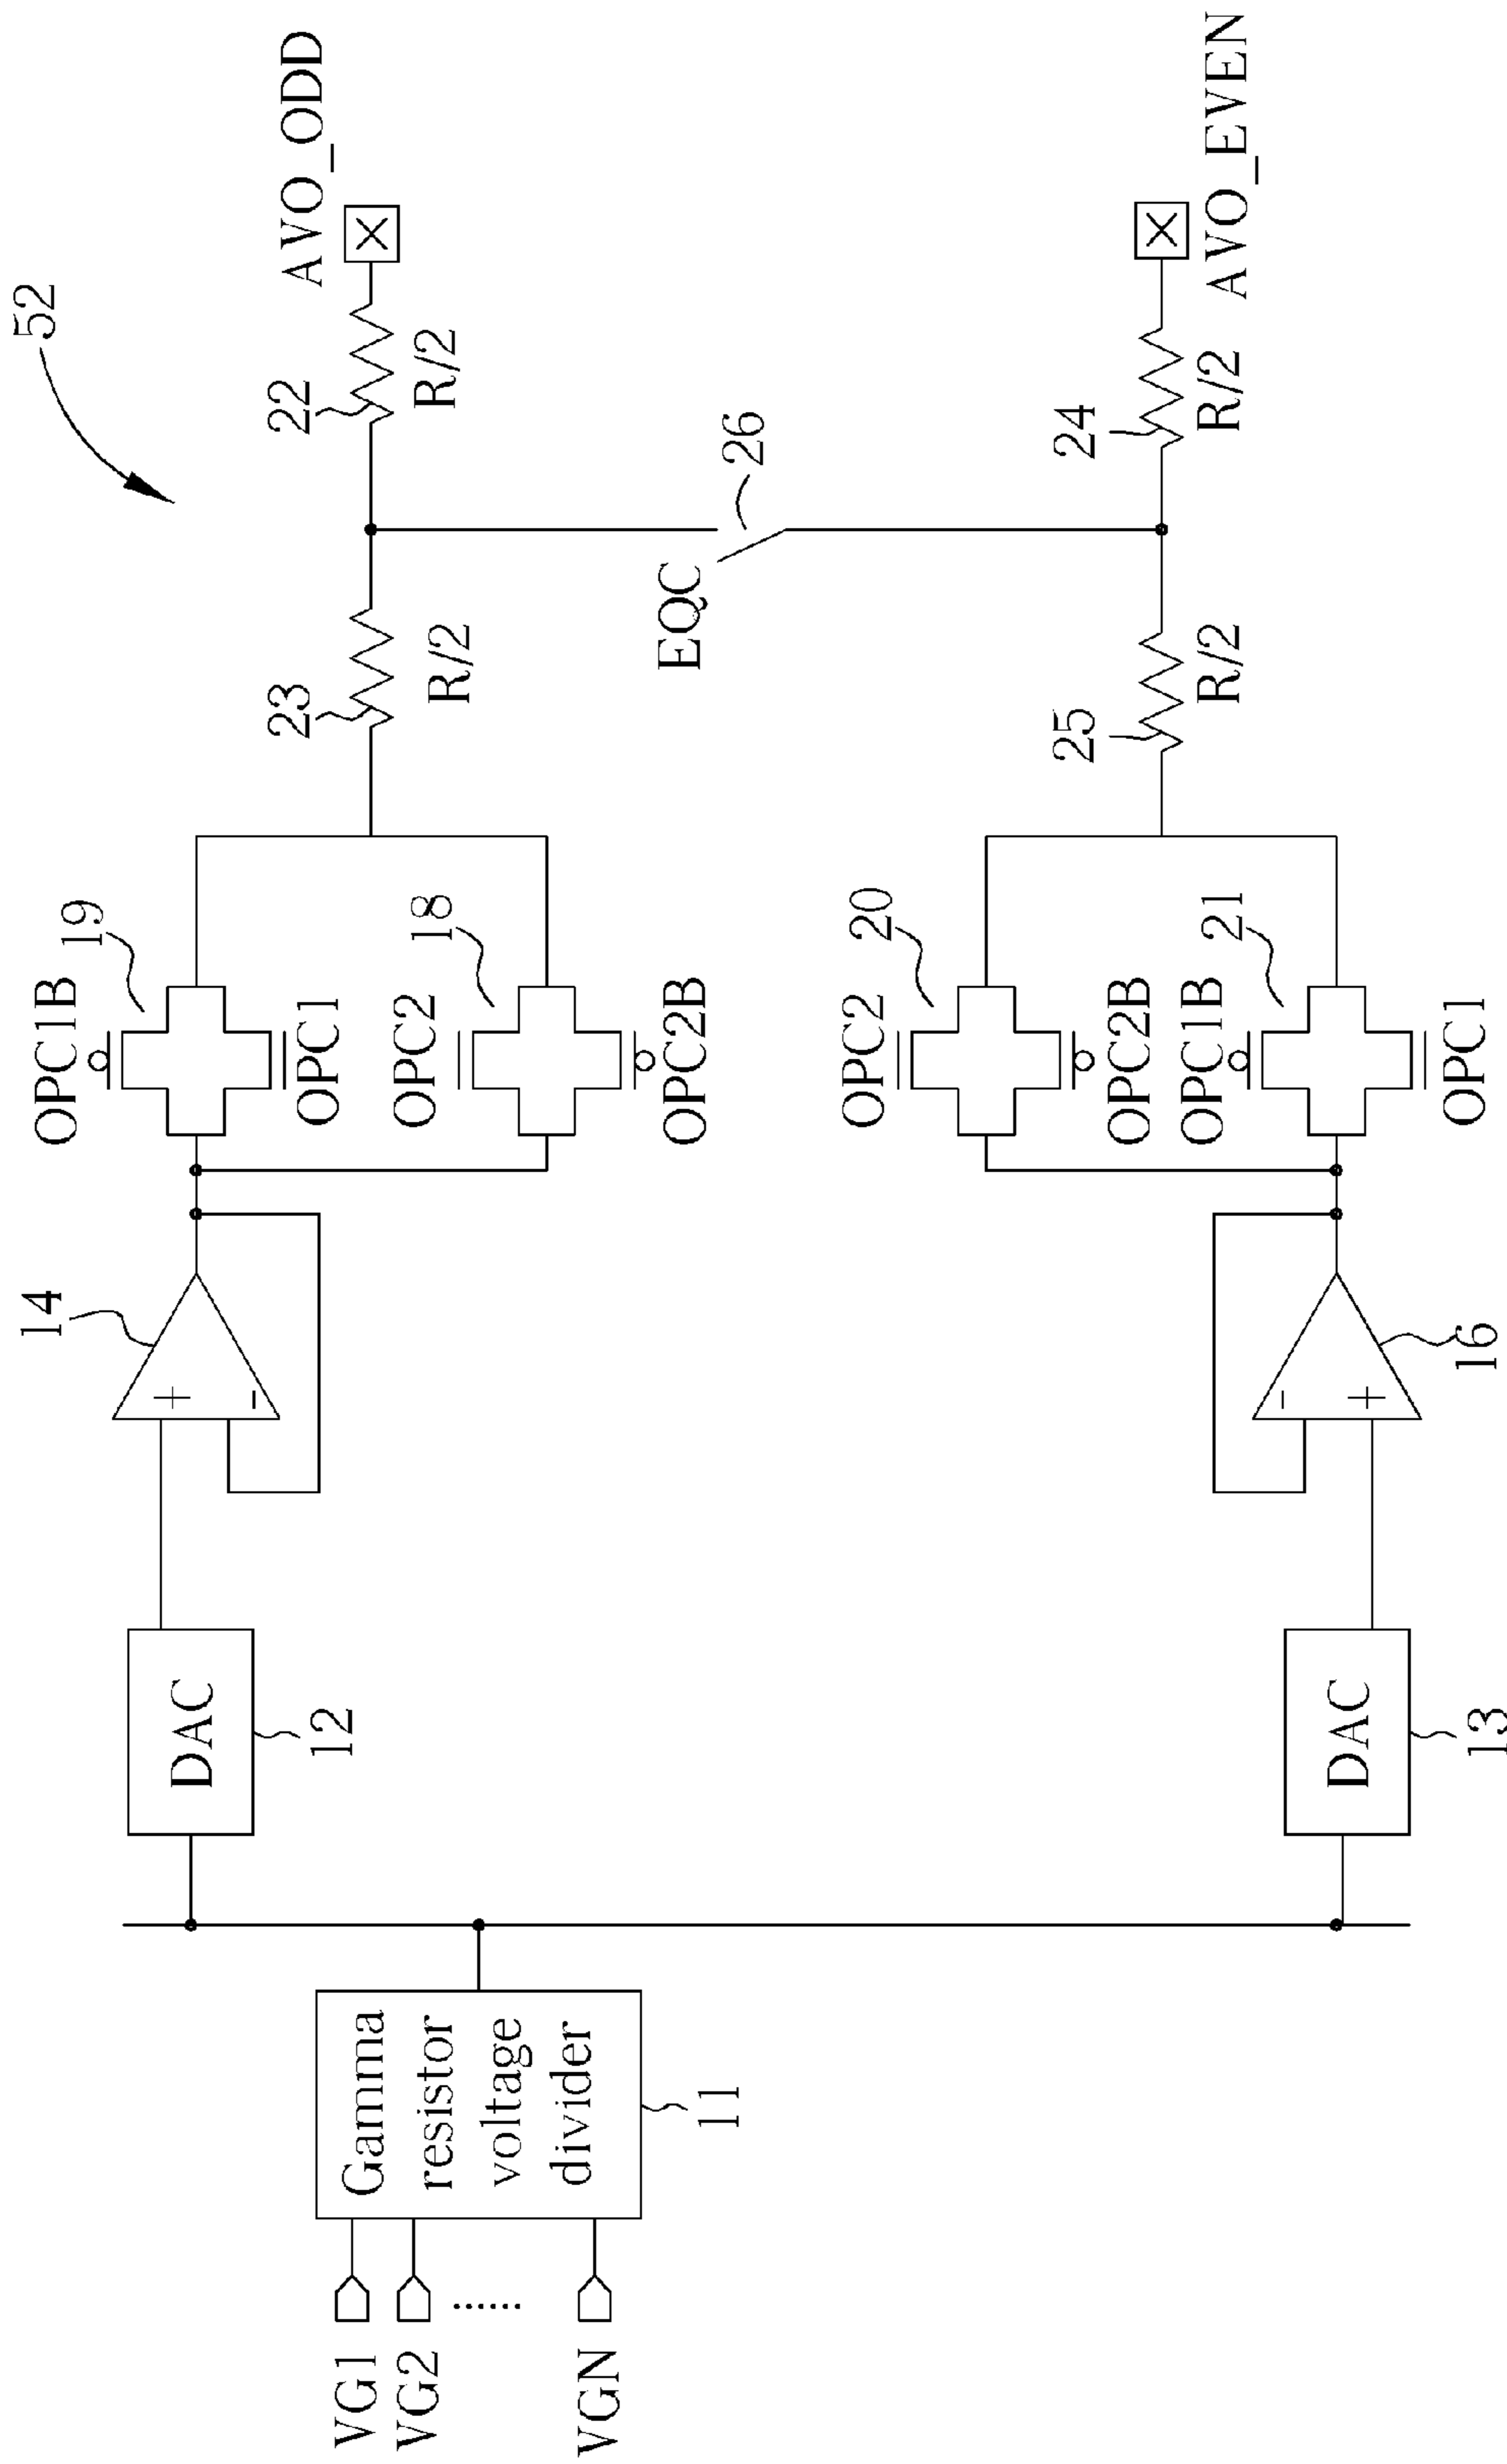 52
VG1
VG2
......
VGN
Gamma
resistor
voltage
divider
11
DAC
12
14
+
-
OPC1B
19
OPC1
OPC2
18
OPC2B
23
R/2
22
R/2
AVO_ODD
EQC
26
DAC
13
-
+
16
OPC2
20
OPC2B
OPC1B
21
OPC1
25
R/2
24
R/2
AVO_EVEN